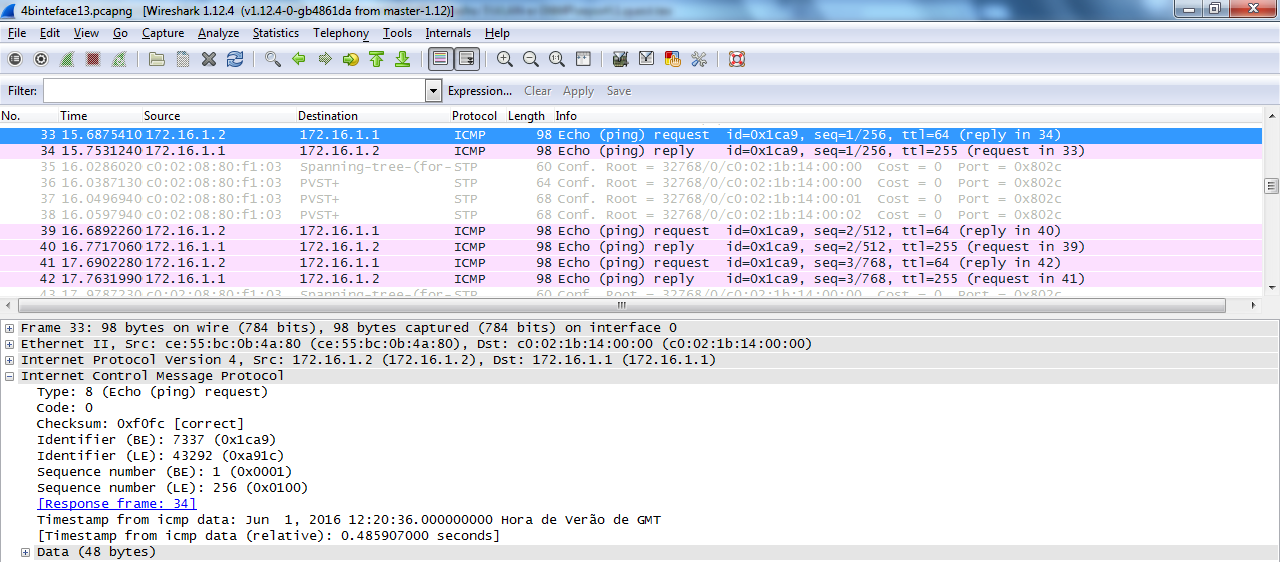 4binteface13.pcapng [Wireshark 1.12.4 (v1.12.4-0-gb4861da from master-1.12)]
File Edit View Go Capture Analyze Statistics Telephony Tools Internals Help
Filter: Expression... Clear Apply Save
No. Time Source Destination Protocol Length Info
33 15.6875410 172.16.1.2 172.16.1.1 ICMP 98 Echo (ping) request id=0x1ca9, seq=1/256, ttl=64 (reply in 34)
34 15.7531240 172.16.1.1 172.16.1.2 ICMP 98 Echo (ping) reply id=0x1ca9, seq=1/256, ttl=255 (request in 33)
35 16.0286020 c0:02:08:80:f1:03 Spanning-tree-(for- STP 60 Conf. Root = 32768/0/c0:02:1b:14:00:00 Cost = 0 Port = 0x802c
36 16.0387130 c0:02:08:80:f1:03 PVST+ STP 64 Conf. Root = 32768/0/c0:02:1b:14:00:00 Cost = 0 Port = 0x802c
37 16.0496940 c0:02:08:80:f1:03 PVST+ STP 68 Conf. Root = 32768/0/c0:02:1b:14:00:01 Cost = 0 Port = 0x802c
38 16.0597940 c0:02:08:80:f1:03 PVST+ STP 68 Conf. Root = 32768/0/c0:02:1b:14:00:02 Cost = 0 Port = 0x802c
39 16.6892260 172.16.1.2 172.16.1.1 ICMP 98 Echo (ping) request id=0x1ca9, seq=2/512, ttl=64 (reply in 40)
40 16.7717060 172.16.1.1 172.16.1.2 ICMP 98 Echo (ping) reply id=0x1ca9, seq=2/512, ttl=255 (request in 39)
41 17.6902280 172.16.1.2 172.16.1.1 ICMP 98 Echo (ping) request id=0x1ca9, seq=3/768, ttl=64 (reply in 42)
42 17.7631990 172.16.1.1 172.16.1.2 ICMP 98 Echo (ping) reply id=0x1ca9, seq=3/768, ttl=255 (request in 41)
43 17.9787230 c0:02:08:80:f1:03 Spanning-tree-(for- STP 60 Conf. Root = 32768/0/c0:02:1b:14:00:00 Cost = 0 Port = 0x802c
Frame 33: 98 bytes on wire (784 bits), 98 bytes captured (784 bits) on interface 0
Ethernet II, Src: ce:55:bc:0b:4a:80 (ce:55:bc:0b:4a:80), Dst: c0:02:1b:14:00:00 (c0:02:1b:14:00:00)
Internet Protocol Version 4, Src: 172.16.1.2 (172.16.1.2), Dst: 172.16.1.1 (172.16.1.1)
Internet Control Message Protocol
Type: 8 (Echo (ping) request)
Code: 0
Checksum: 0xf0fc [correct]
Identifier (BE): 7337 (0x1ca9)
Identifier (LE): 43292 (0xa91c)
Sequence number (BE): 1 (0x0001)
Sequence number (LE): 256 (0x0100)
[Response frame: 34]
Timestamp from icmp data: Jun 1, 2016 12:20:36.000000000 Hora de Verão de GMT
[Timestamp from icmp data (relative): 0.485907000 seconds]
Data (48 bytes)